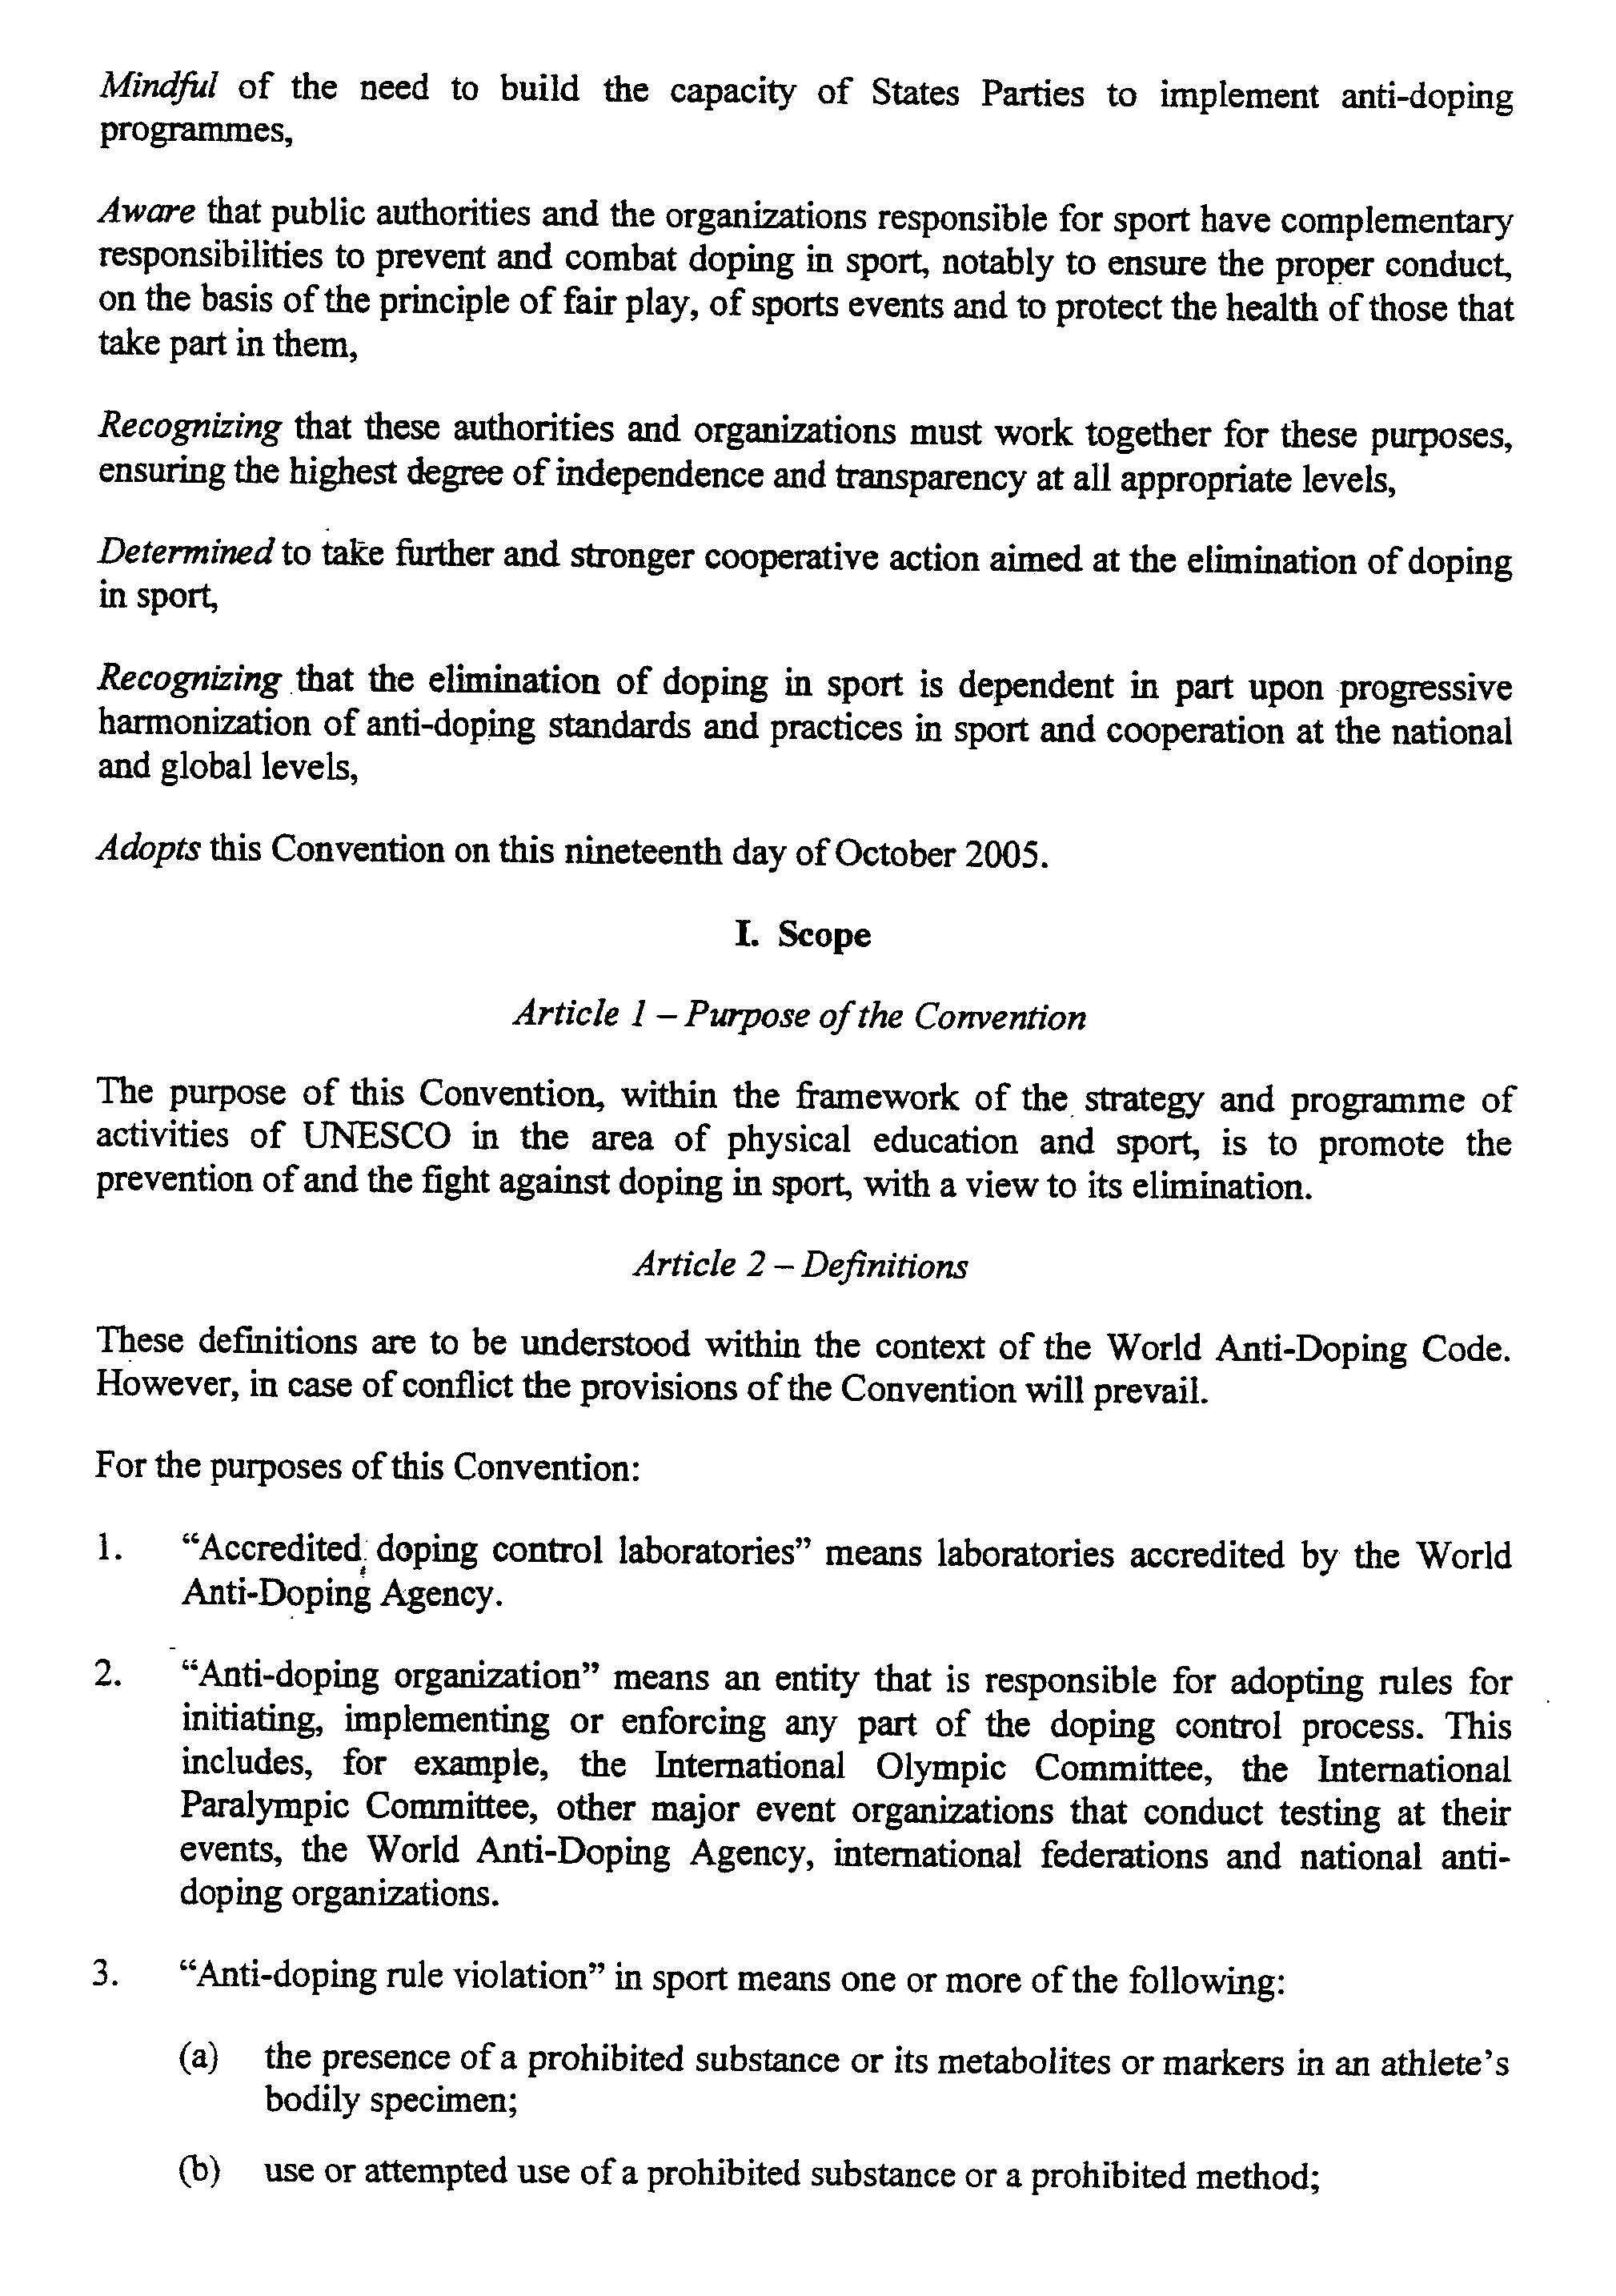 Mindful of the need to build the capacity of States Parties to implement anti-doping
programmes,
Aware that public authorities and the organizations responsible for sport have complementary
responsibilities to prevent and combat doping in sport, notably to ensure the proper conduct,
on the basis of the principle of fair play, of sports events and to protect the health of those that
take part in them,
Recognizing that these authorities and organizations must work together for these purposes,
ensuring the highest degree of independence and transparency at all appropriate levels,
Determined to take further and stronger cooperative action aimed at the elimination of doping
in sport,
Recognizing that the elimination of doping in sport is dependent in part upon progressive
harmonization of anti-doping standards and practices in sport and cooperation at the national
and global levels,
Adopts this Convention on this nineteenth day of October 2005.
I. Scope
Article 1 – Purpose of the Convention
The purpose of this Convention, within the framework of the strategy and programme of
activities of UNESCO in the area of physical education and sport, is to promote the
prevention of and the fight against doping in sport, with a view to its elimination.
Article 2 – Definitions
These definitions are to be understood within the context of the World Anti-Doping Code.
However, in case of conflict the provisions of the Convention will prevail.
For the purposes of this Convention:
1. “Accredited doping control laboratories” means laboratories accredited by the World
Anti-Doping Agency.
2. “Anti-doping organization” means an entity that is responsible for adopting rules for
initiating, implementing or enforcing any part of the doping control process. This
includes, for example, the International Olympic Committee, the International
Paralympic Committee, other major event organizations that conduct testing at their
events, the World Anti-Doping Agency, international federations and national anti-
doping organizations.
3. “Anti-doping rule violation” in sport means one or more of the following:
(a) the presence of a prohibited substance or its metabolites or markers in an athlete’s
bodily specimen;
(b) use or attempted use of a prohibited substance or a prohibited method;